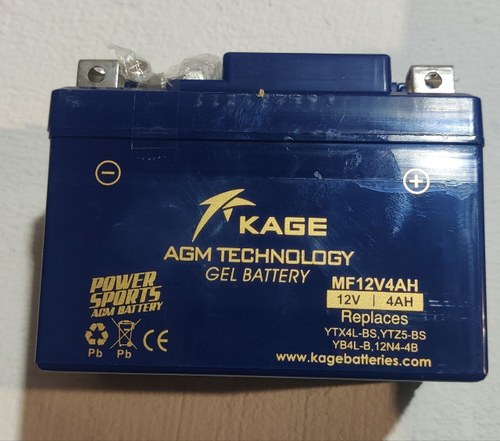 KAGE
AGM TECHNOLOGY
GEL BATTERY
MF12V4AH
12V | 4AH
Replaces
YTX4L-BS,YTZ5-BS
YB4L-B,12N4-4B
www.kagebatteries.com
POWER
SPORTS
AGM BATTERY
Pb Pb CE